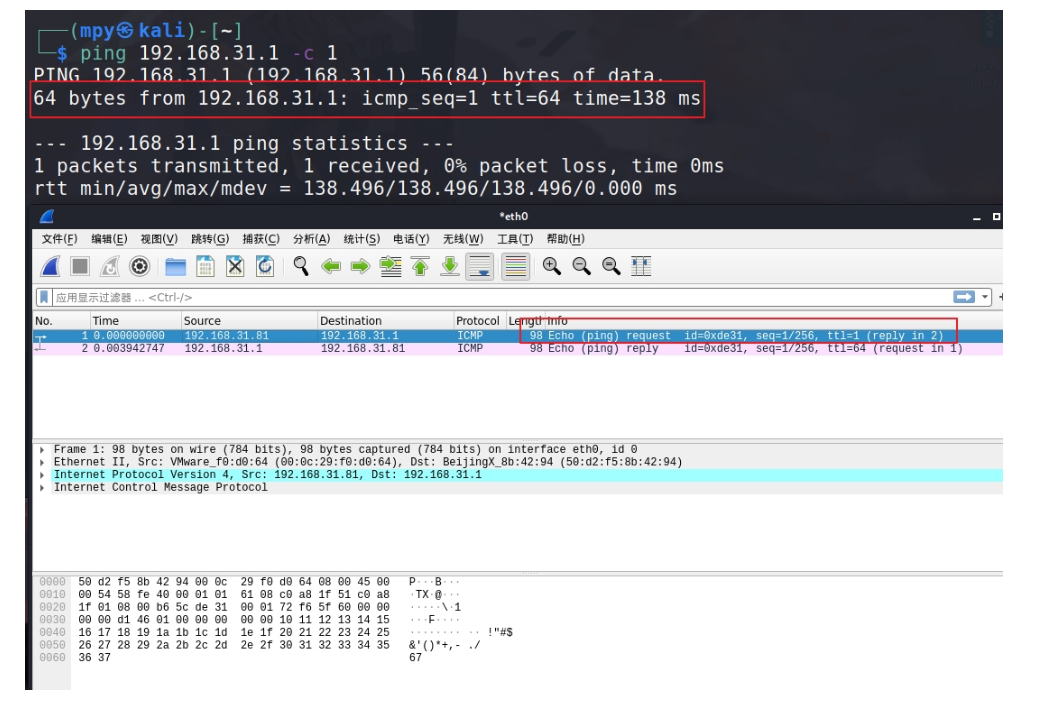 ┌──(mpy㉿kali)-[~]
└─$ ping 192.168.31.1 -c 1
PING 192.168.31.1 (192.168.31.1) 56(84) bytes of data.
64 bytes from 192.168.31.1: icmp_seq=1 ttl=64 time=138 ms
--- 192.168.31.1 ping statistics ---
1 packets transmitted, 1 received, 0% packet loss, time 0ms
rtt min/avg/max/mdev = 138.496/138.496/138.496/0.000 ms
*eth0
文件(F) 编辑(E) 视图(V) 跳转(G) 捕获(C) 分析(A) 统计(S) 电话(Y) 无线(W) 工具(T) 帮助(H)
应用显示过滤器 … <Ctrl-/>
No. Time Source Destination Protocol Length Info
1 0.000000000 192.168.31.81 192.168.31.1 ICMP 98 Echo (ping) request id=0xde31, seq=1/256, ttl=1 (reply in 2)
2 0.003942747 192.168.31.1 192.168.31.81 ICMP 98 Echo (ping) reply id=0xde31, seq=1/256, ttl=64 (request in 1)
Frame 1: 98 bytes on wire (784 bits), 98 bytes captured (784 bits) on interface eth0, id 0
Ethernet II, Src: VMware_f0:d0:64 (00:0c:29:f0:d0:64), Dst: BeijingX_8b:42:94 (50:d2:f5:8b:42:94)
Internet Protocol Version 4, Src: 192.168.31.81, Dst: 192.168.31.1
Internet Control Message Protocol
0000 50 d2 f5 8b 42 94 00 0c 29 f0 d0 64 08 00 45 00 P···B···
0010 00 54 58 fe 40 00 01 01 61 08 c0 a8 1f 51 c0 a8 ·TX·@···
0020 1f 01 08 00 b6 5c de 31 00 01 72 f6 5f 60 00 00 ·····\·1
0030 00 00 d1 46 01 00 00 00 00 00 10 11 12 13 14 15 ···F····
0040 16 17 18 19 1a 1b 1c 1d 1e 1f 20 21 22 23 24 25 ········ ·· !"#$
0050 26 27 28 29 2a 2b 2c 2d 2e 2f 30 31 32 33 34 35 &'()*+,- ./
0060 36 37 67